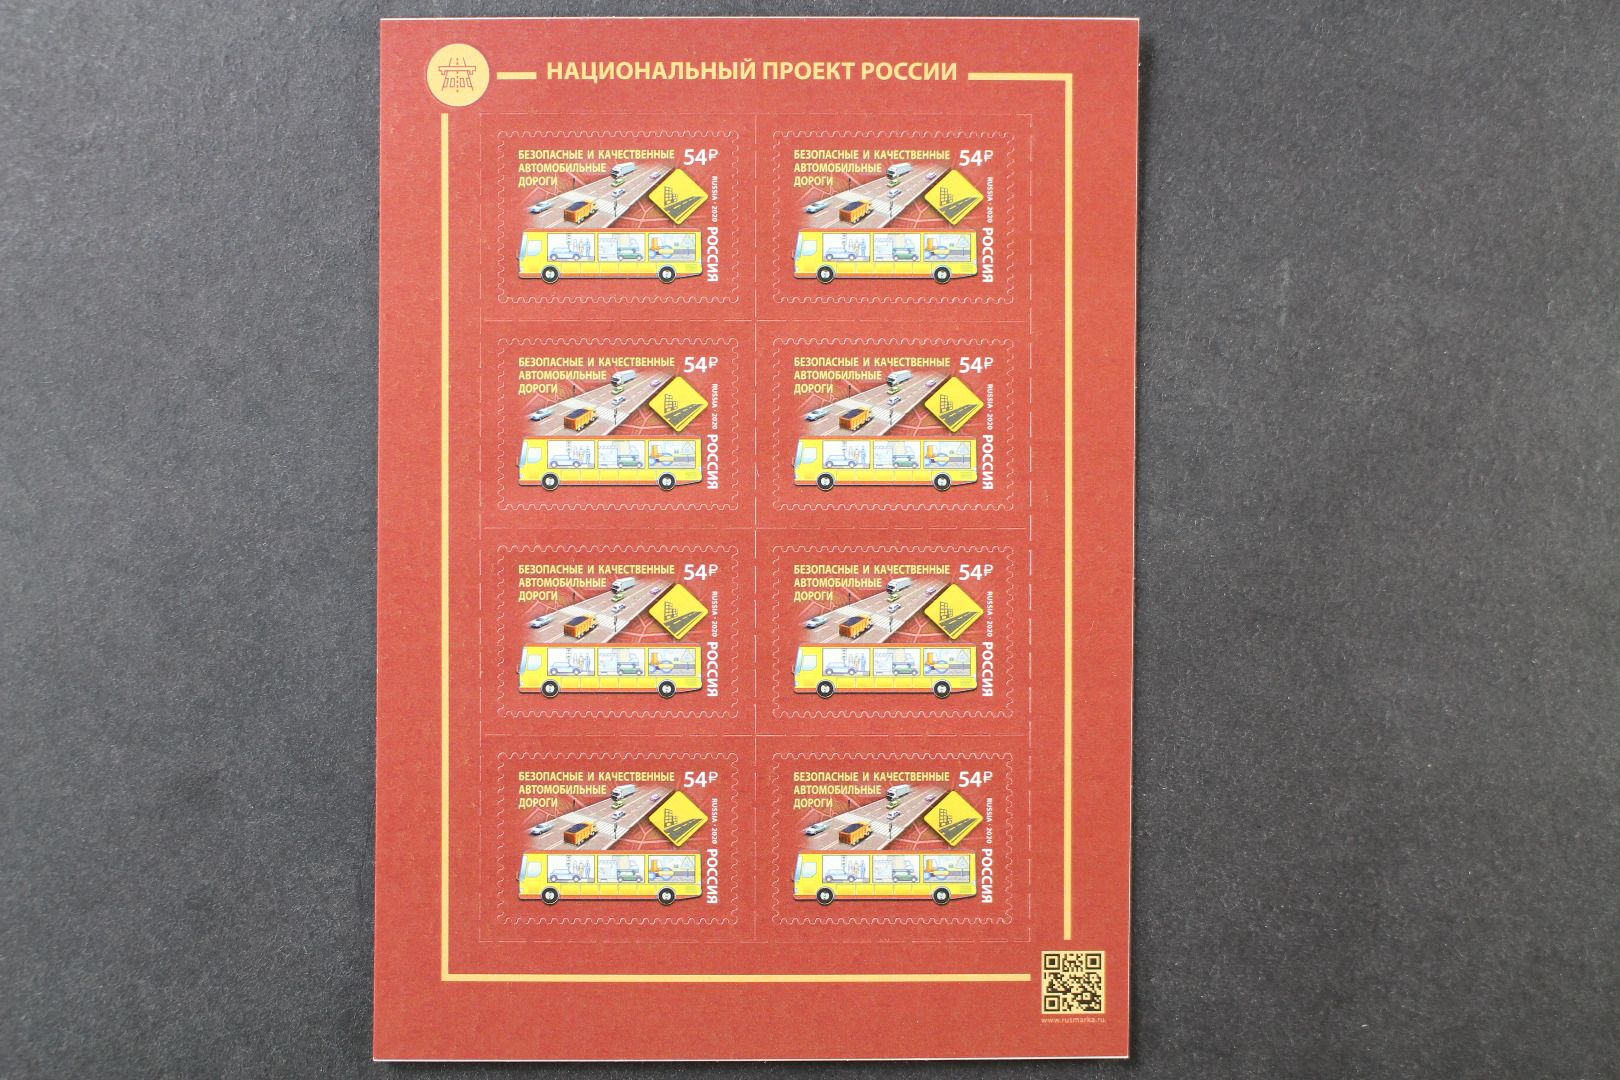 НАЦИОНАЛЬНЫЙ ПРОЕКТ РОССИИ
БЕЗОПАСНЫЕ И КАЧЕСТВЕННЫЕ
АВТОМОБИЛЬНЫЕ
ДОРОГИ
54₽
RUSSIA · 2020
РОССИЯ
БЕЗОПАСНЫЕ И КАЧЕСТВЕННЫЕ
АВТОМОБИЛЬНЫЕ
ДОРОГИ
54₽
RUSSIA · 2020
РОССИЯ
БЕЗОПАСНЫЕ И КАЧЕСТВЕННЫЕ
АВТОМОБИЛЬНЫЕ
ДОРОГИ
54₽
RUSSIA · 2020
РОССИЯ
БЕЗОПАСНЫЕ И КАЧЕСТВЕННЫЕ
АВТОМОБИЛЬНЫЕ
ДОРОГИ
54₽
RUSSIA · 2020
РОССИЯ
БЕЗОПАСНЫЕ И КАЧЕСТВЕННЫЕ
АВТОМОБИЛЬНЫЕ
ДОРОГИ
54₽
RUSSIA · 2020
РОССИЯ
БЕЗОПАСНЫЕ И КАЧЕСТВЕННЫЕ
АВТОМОБИЛЬНЫЕ
ДОРОГИ
54₽
RUSSIA · 2020
РОССИЯ
БЕЗОПАСНЫЕ И КАЧЕСТВЕННЫЕ
АВТОМОБИЛЬНЫЕ
ДОРОГИ
54₽
RUSSIA · 2020
РОССИЯ
БЕЗОПАСНЫЕ И КАЧЕСТВЕННЫЕ
АВТОМОБИЛЬНЫЕ
ДОРОГИ
54₽
RUSSIA · 2020
РОССИЯ
www.rusmarka.ru